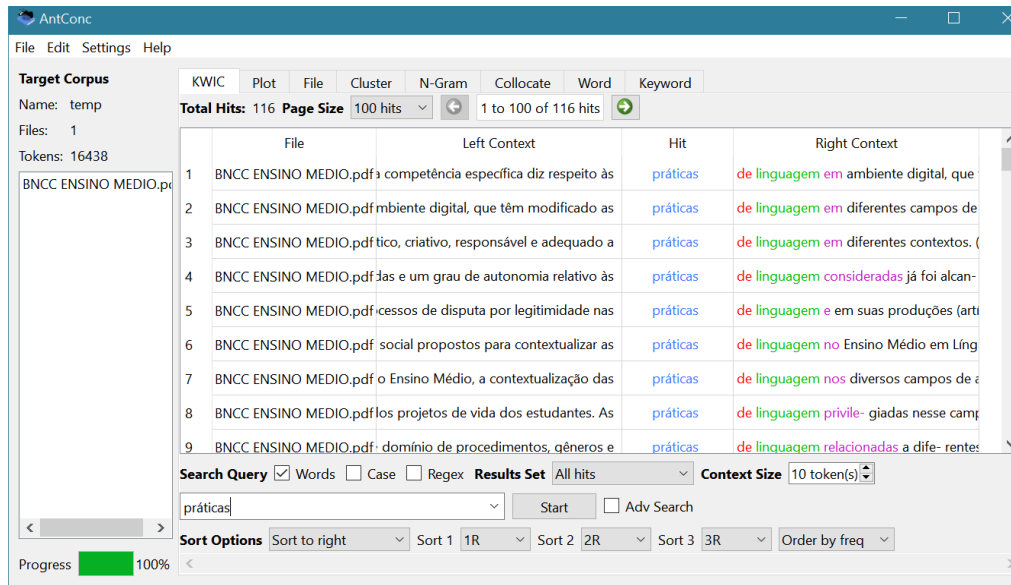 AntConc
File Edit Settings Help
Target Corpus
Name: temp
Files: 1
Tokens: 16438
BNCC ENSINO MEDIO.p
Progress 100%
KWIC Plot File Cluster N-Gram Collocate Word Keyword
Total Hits: 116 Page Size 100 hits 1 to 100 of 116 hits
File Left Context Hit Right Context
1 BNCC ENSINO MEDIO.pdf competência específica diz respeito às práticas de linguagem em ambiente digital, que
2 BNCC ENSINO MEDIO.pdf mbiente digital, que têm modificado as práticas de linguagem em diferentes campos de
3 BNCC ENSINO MEDIO.pdf tico, criativo, responsável e adequado a práticas de linguagem em diferentes contextos. (
4 BNCC ENSINO MEDIO.pdf das e um grau de autonomia relativo às práticas de linguagem consideradas já foi alcan-
5 BNCC ENSINO MEDIO.pdf cessos de disputa por legitimidade nas práticas de linguagem e em suas produções (art
6 BNCC ENSINO MEDIO.pdf social propostos para contextualizar as práticas de linguagem no Ensino Médio em Líng
7 BNCC ENSINO MEDIO.pdf o Ensino Médio, a contextualização das práticas de linguagem nos diversos campos de a
8 BNCC ENSINO MEDIO.pdf los projetos de vida dos estudantes. As práticas de linguagem privile- giadas nesse camp
9 BNCC ENSINO MEDIO.pdf domínio de procedimentos, gêneros e práticas de linguagem relacionadas a dife- rentes
Search Query Words Case Regex Results Set All hits Context Size 10 token(s)
práticas Start Adv Search
Sort Options Sort to right Sort 1 1R Sort 2 2R Sort 3 3R Order by freq